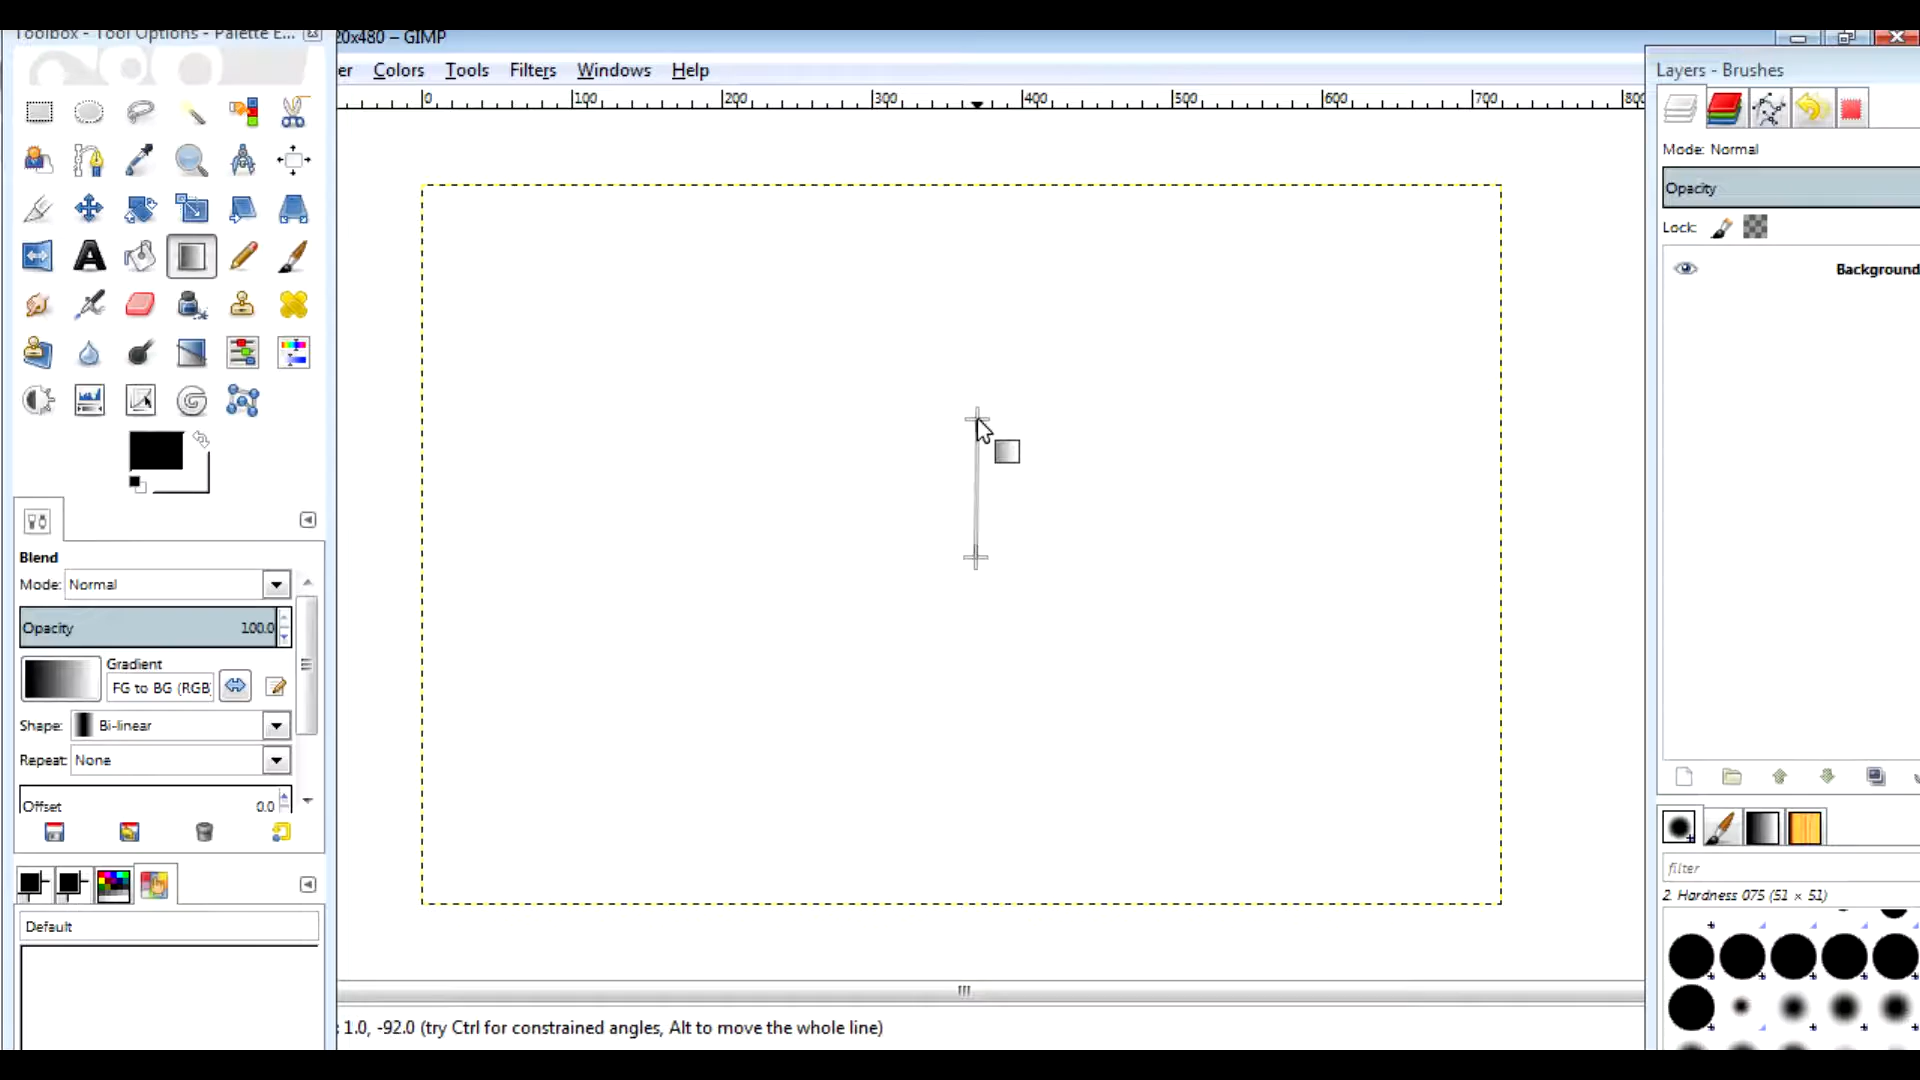 Toolbox - Tool Options - Palette E...
20x480 – GIMP
er Colors Tools Filters Windows Help
0 100 200 300 400 500 600 700 800
Layers - Brushes
Mode: Normal
Opacity
Lock:
Background
Blend
Mode: Normal
Opacity 100.0
Gradient
FG to BG (RGB)
Shape: Bi-linear
Repeat: None
Offset 0.0
Default
filter
2. Hardness 075 (51 × 51)
: 1.0, -92.0 (try Ctrl for constrained angles, Alt to move the whole line)